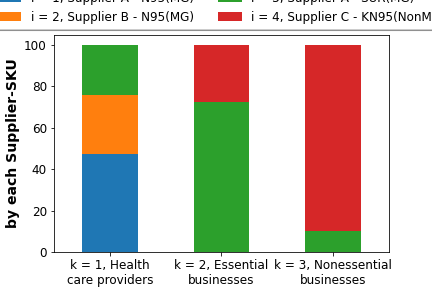 i = 2, Supplier B - N95(MG)
i = 4, Supplier C - KN95(NonM
by each Supplier-SKU
100
80
60
40
20
0
k = 1, Health
care providers
k = 2, Essential
businesses
k = 3, Nonessential
businesses